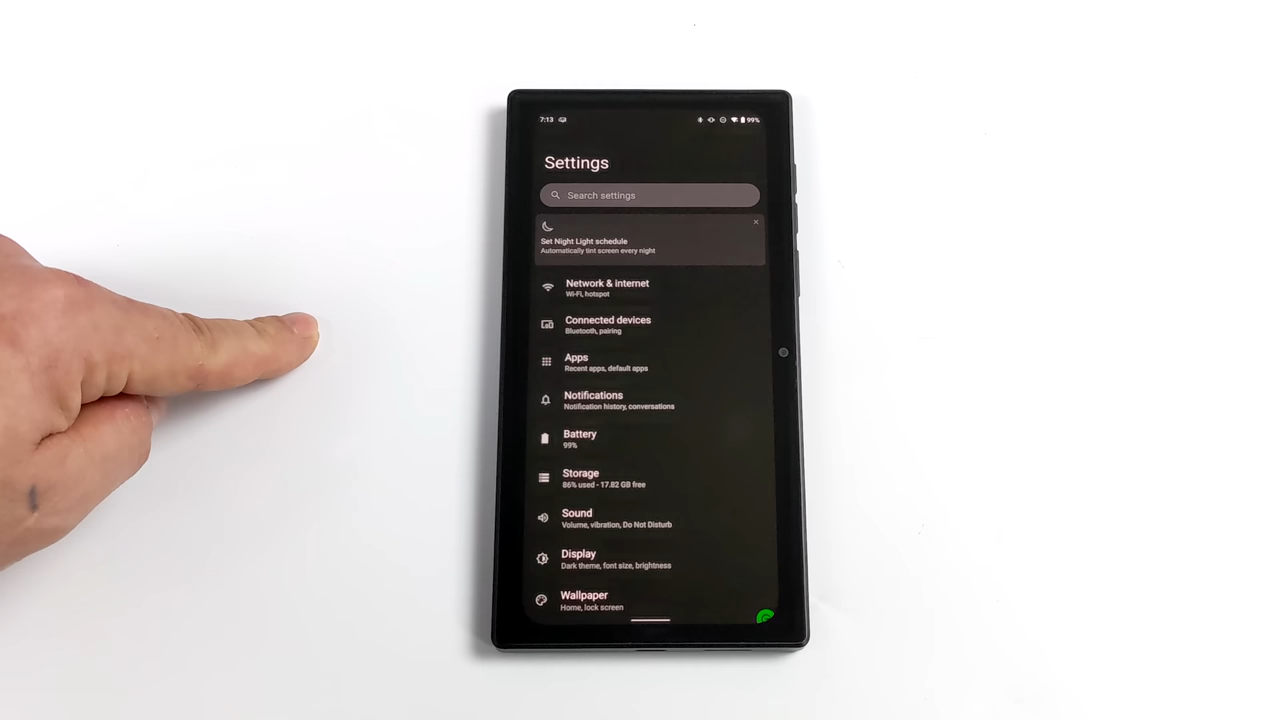 7:13
99%
Settings
Search settings
Set Night Light schedule
Automatically tint screen every night
Network & internet
Wi-Fi, hotspot
Connected devices
Bluetooth, pairing
Apps
Recent apps, default apps
Notifications
Notification history, conversations
Battery
99%
Storage
86% used - 17.82 GB free
Sound
Volume, vibration, Do Not Disturb
Display
Dark theme, font size, brightness
Wallpaper
Home, lock screen